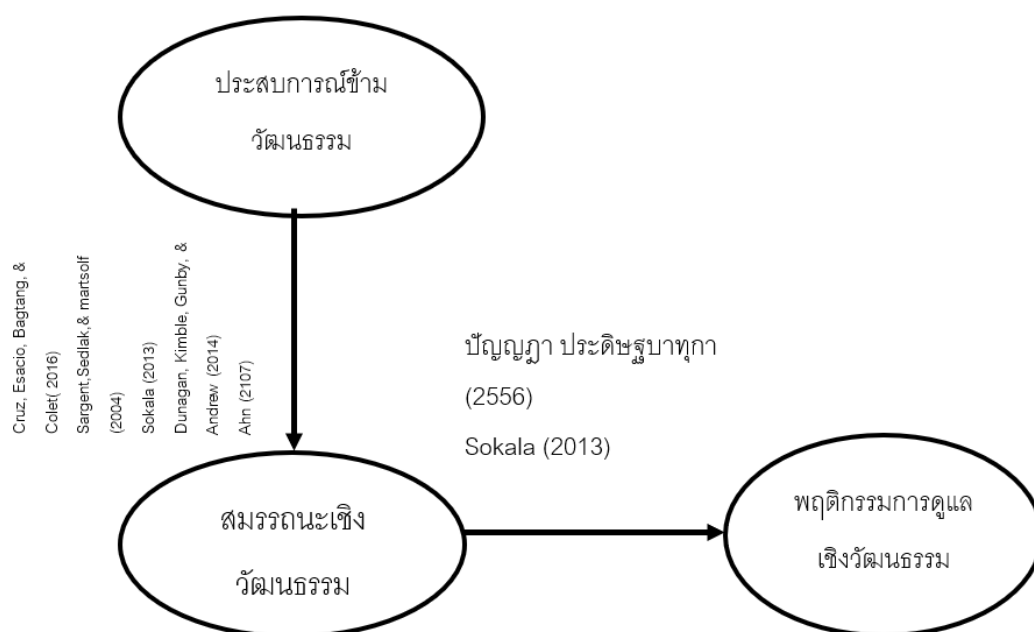 ประสบการณ์ข้าม
วัฒนธรรม
Cruz, Esacio, Bagtang, &
Colet( 2016)
Sargent,Sedlak,& martsolf
(2004)
Sokala (2013)
Dunagan, Kimble, Gunby, &
Andrew (2014)
Ahn (2107)
ปัญญฎา ประดิษฐบาทุกา
(2556)
Sokala (2013)
สมรรถนะเชิง
วัฒนธรรม
พฤติกรรมการดูแล
เชิงวัฒนธรรม